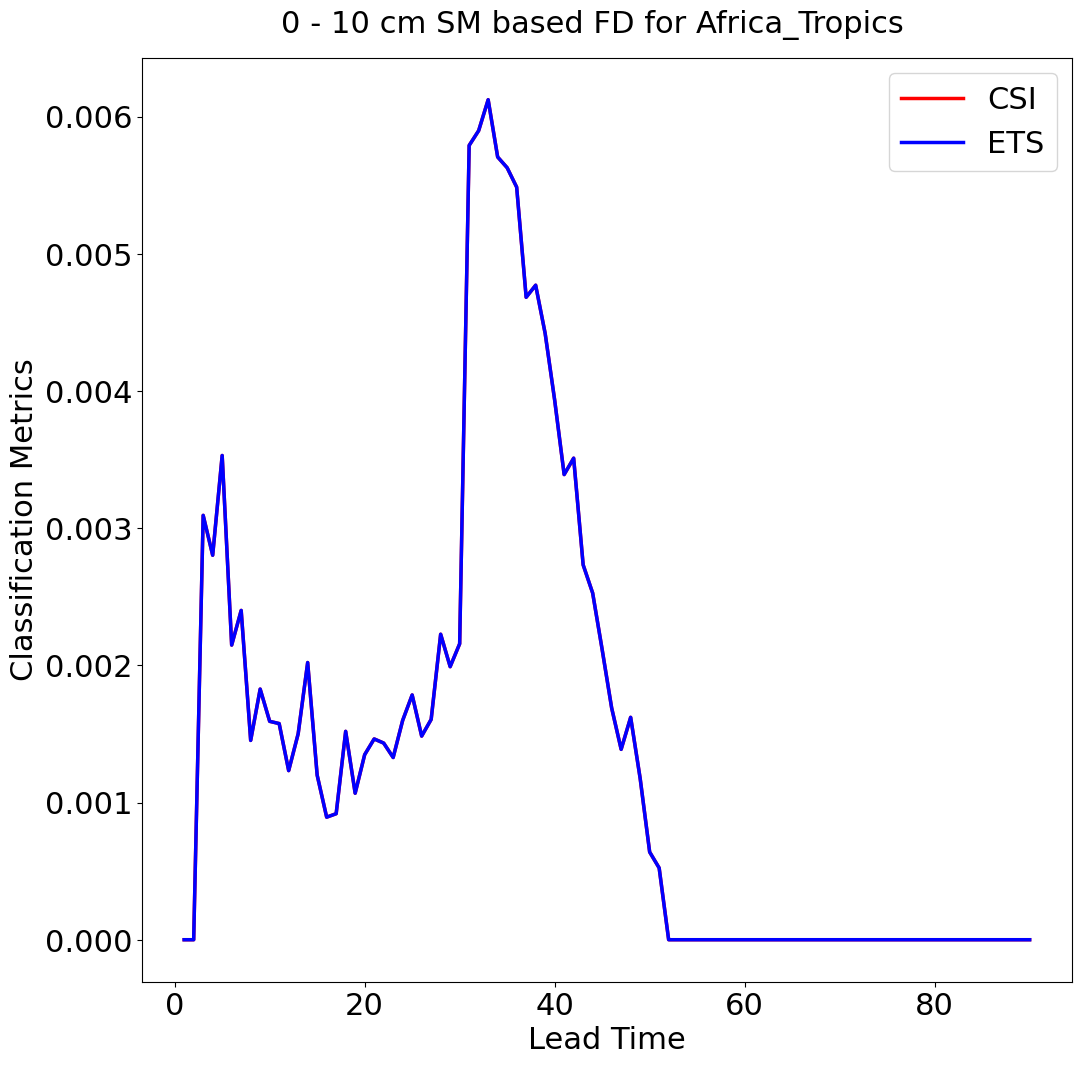 0 - 10 cm SM based FD for Africa_Tropics
CSI
ETS
0.006
0.005
0.004
0.003
0.002
0.001
0.000
Classification Metrics
0 20 40 60 80
Lead Time